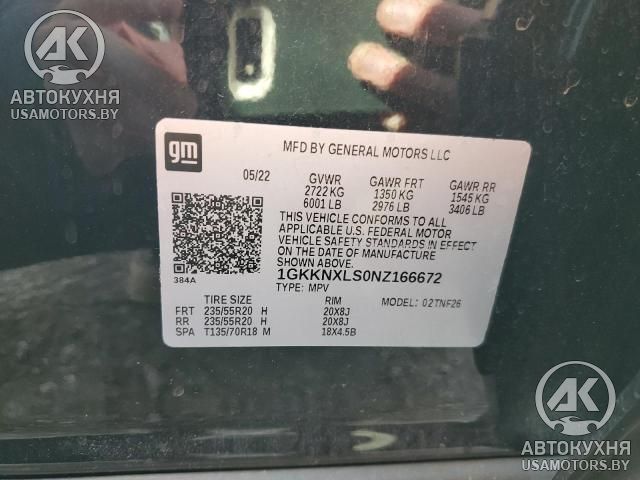 АВТОКУХНЯ
USAMOTORS.BY
gm
MFD BY GENERAL MOTORS LLC
05/22 GVWR GAWR FRT GAWR RR
2722 KG 1350 KG 1545 KG
6001 LB 2976 LB 3406 LB
THIS VEHICLE CONFORMS TO ALL
APPLICABLE U.S. FEDERAL MOTOR
VEHICLE SAFETY STANDARDS IN EFFECT
ON THE DATE OF MANUFACTURE
SHOWN ABOVE.
384A
1GKKNXLS0NZ166672
TYPE: MPV
TIRE SIZE RIM MODEL: 02TNF26
FRT 235/55R20 H 20X8J
RR 235/55R20 H 20X8J
SPA T135/70R18 M 18X4.5B
АВТОКУХНЯ
USAMOTORS.BY